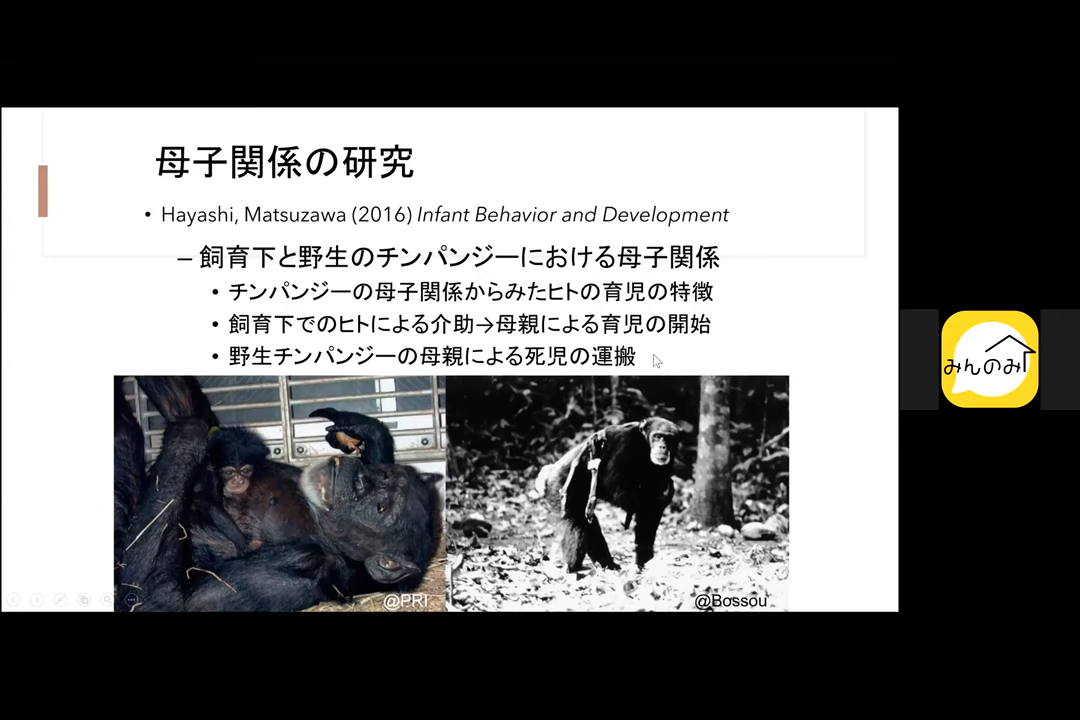 母子関係の研究
• Hayashi, Matsuzawa (2016) Infant Behavior and Development
– 飼育下と野生のチンパンジーにおける母子関係
• チンパンジーの母子関係からみたヒトの育児の特徴
• 飼育下でのヒトによる介助→母親による育児の開始
• 野生チンパンジーの母親による死児の運搬
みんのみ
@PRI
@Bossou